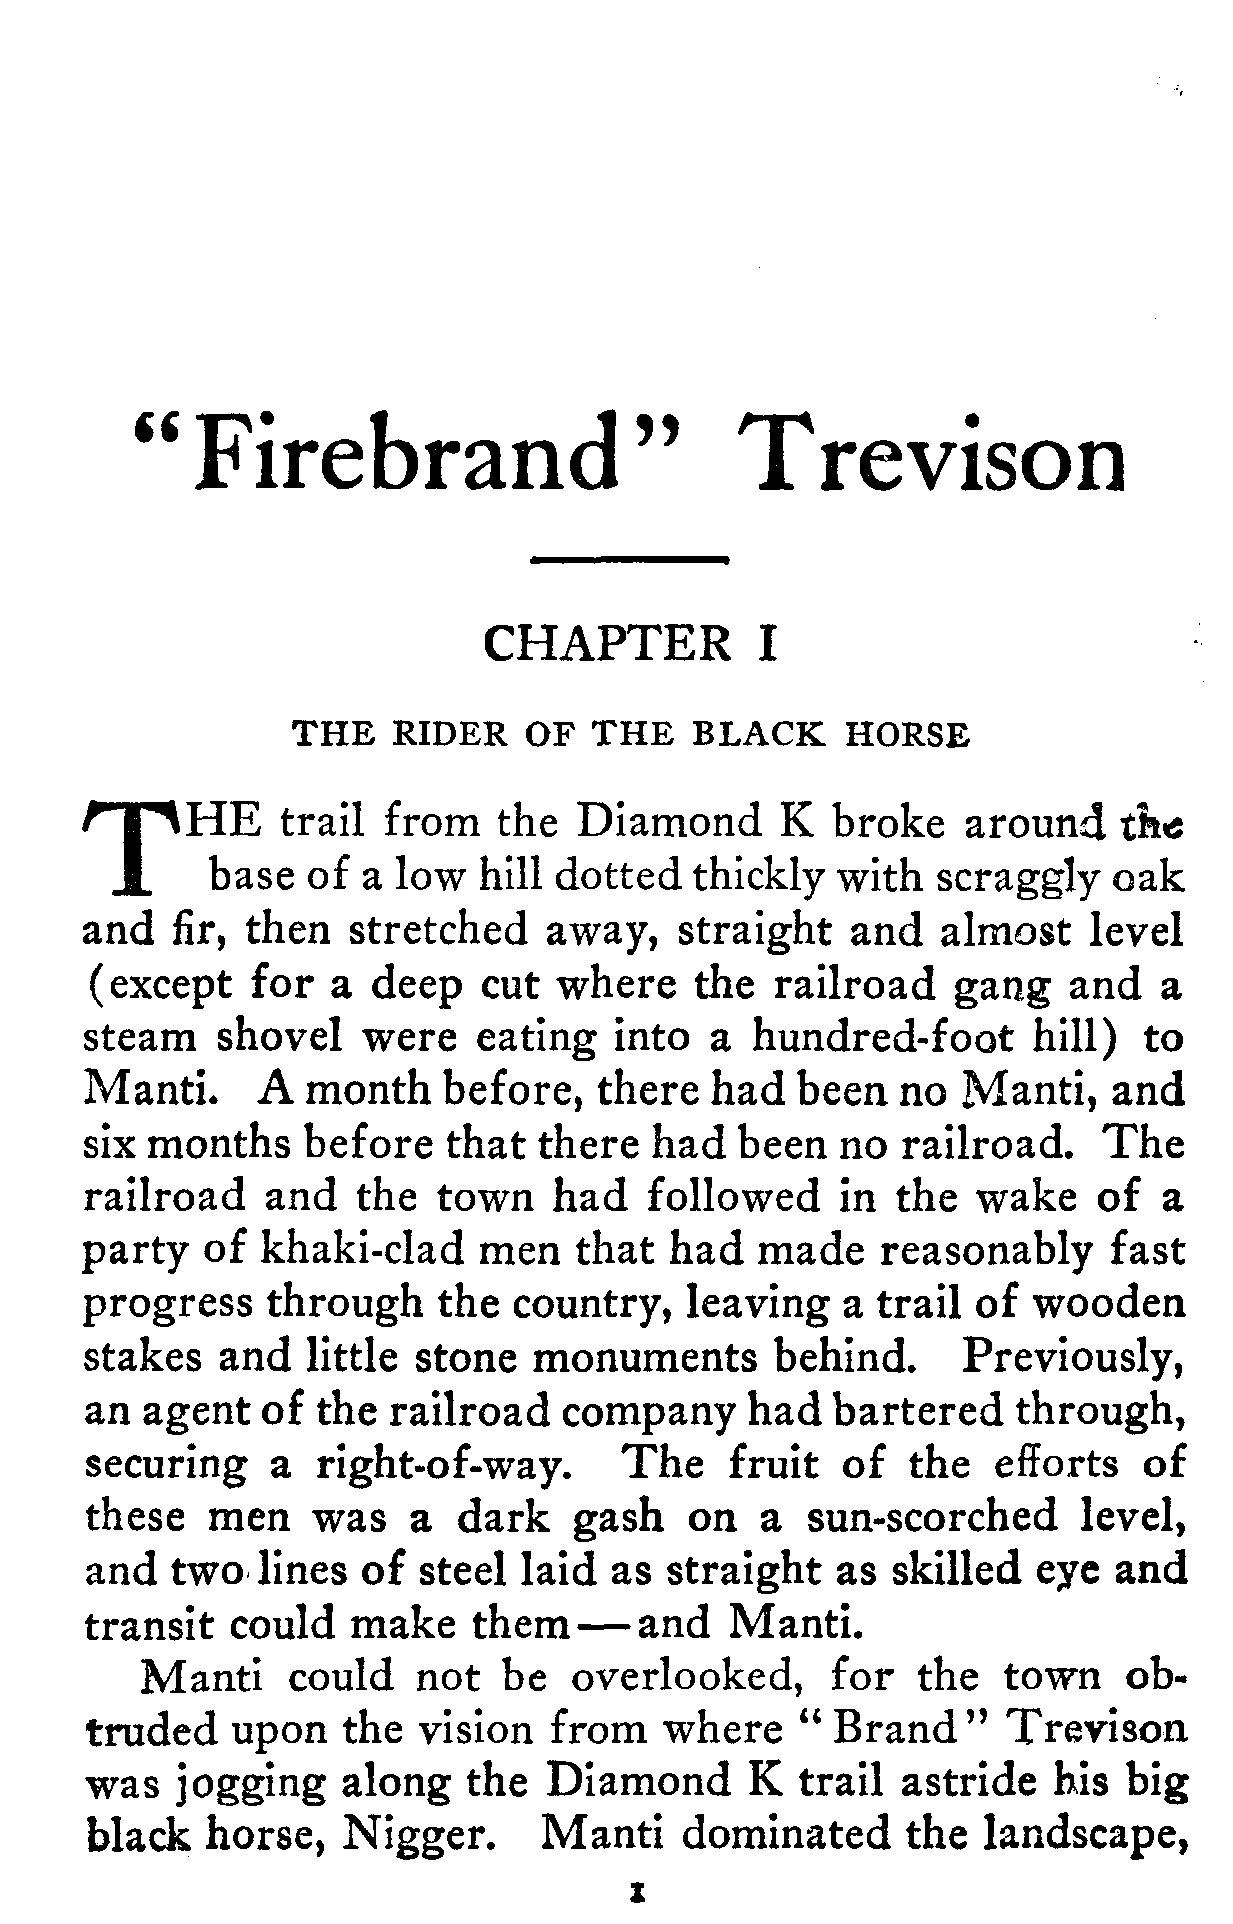 “Firebrand” Trevison
CHAPTER I
THE RIDER OF THE BLACK HORSE
THE trail from the Diamond K broke around the
base of a low hill dotted thickly with scraggly oak
and fir, then stretched away, straight and almost level
(except for a deep cut where the railroad gang and a
steam shovel were eating into a hundred-foot hill) to
Manti. A month before, there had been no Manti, and
six months before that there had been no railroad. The
railroad and the town had followed in the wake of a
party of khaki-clad men that had made reasonably fast
progress through the country, leaving a trail of wooden
stakes and little stone monuments behind. Previously,
an agent of the railroad company had bartered through,
securing a right-of-way. The fruit of the efforts of
these men was a dark gash on a sun-scorched level,
and two lines of steel laid as straight as skilled eye and
transit could make them—and Manti.
Manti could not be overlooked, for the town ob-
truded upon the vision from where “Brand” Trevison
was jogging along the Diamond K trail astride his big
black horse, Nigger. Manti dominated the landscape,
1